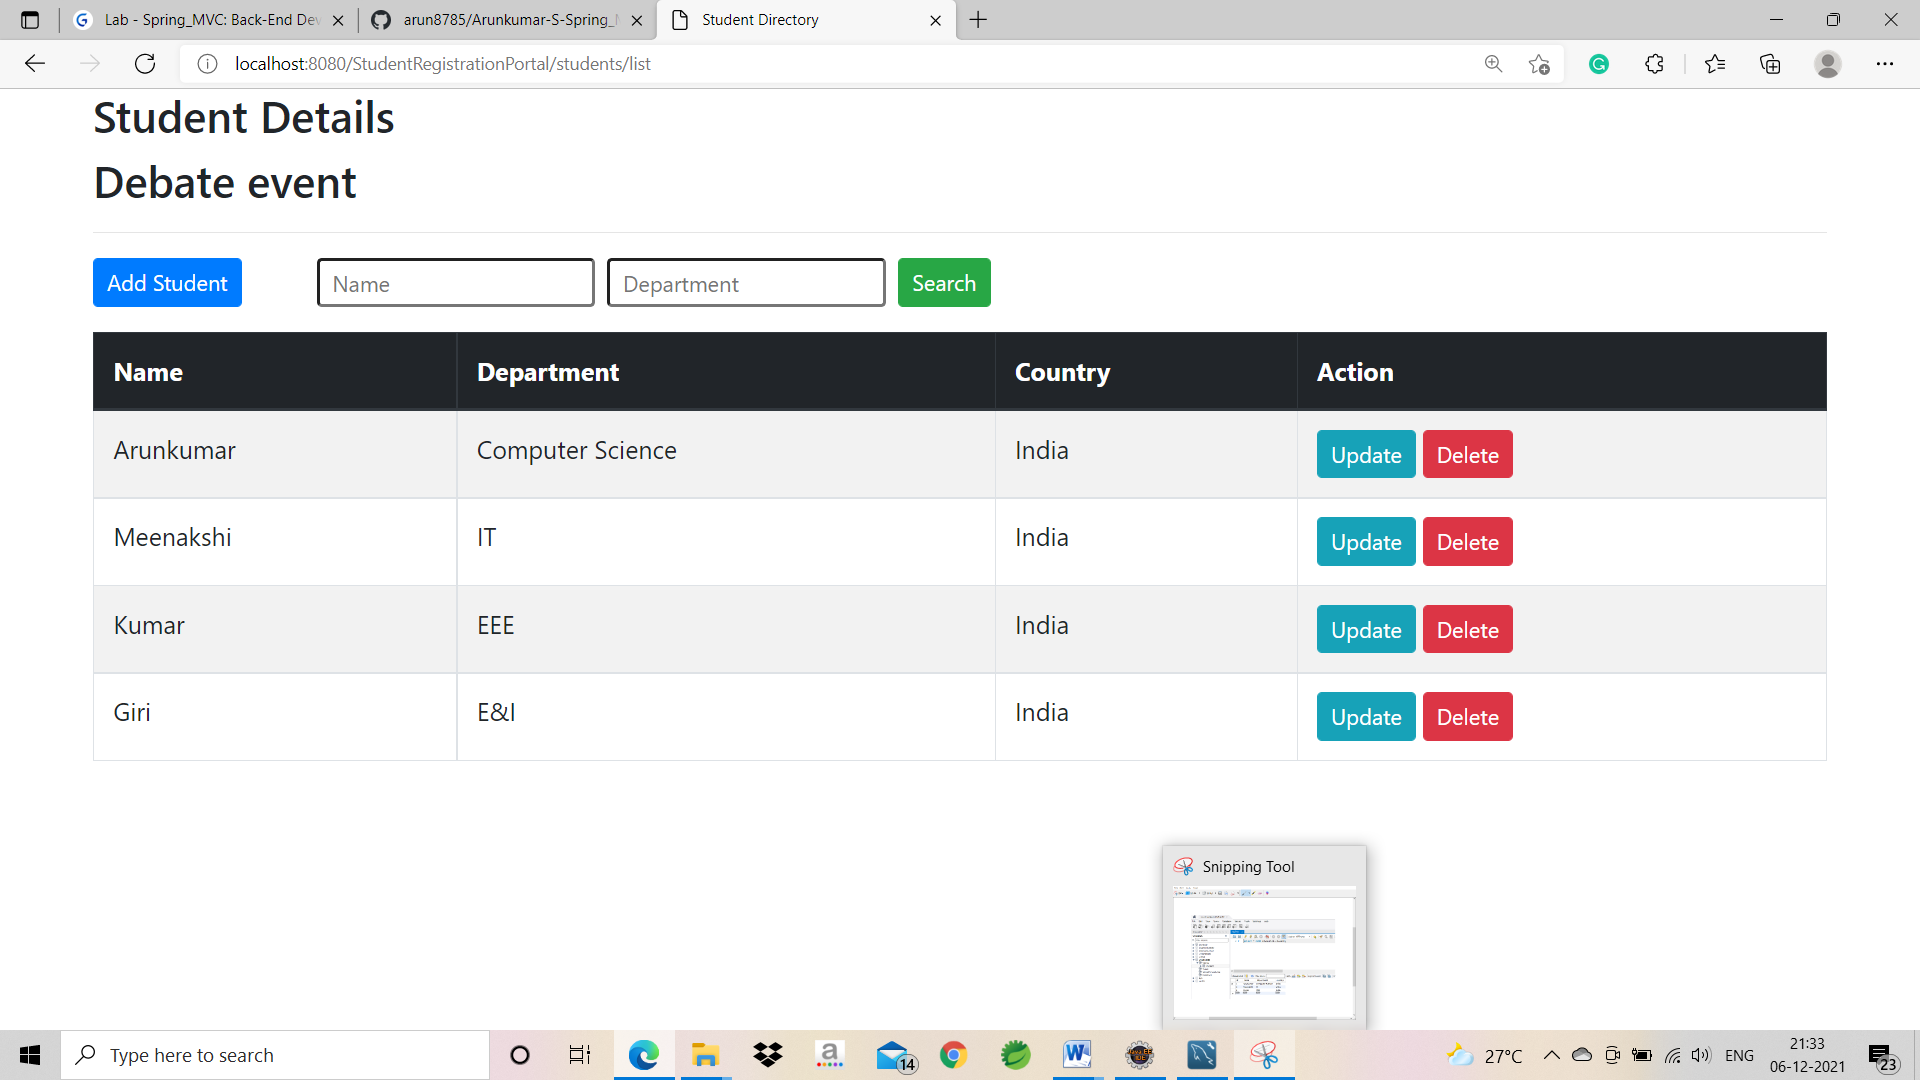 Lab - Spring_MVC: Back-End Dev
arun8785/Arunkumar-S-Spring_M
Student Directory
localhost:8080/StudentRegistrationPortal/students/list
Student Details
Debate event
Add Student Name Department Search
Name Department Country Action
Arunkumar Computer Science India Update Delete
Meenakshi IT India Update Delete
Kumar EEE India Update Delete
Giri E&I India Update Delete
Snipping Tool
Type here to search
14
27°C
ENG
21:33
06-12-2021
23